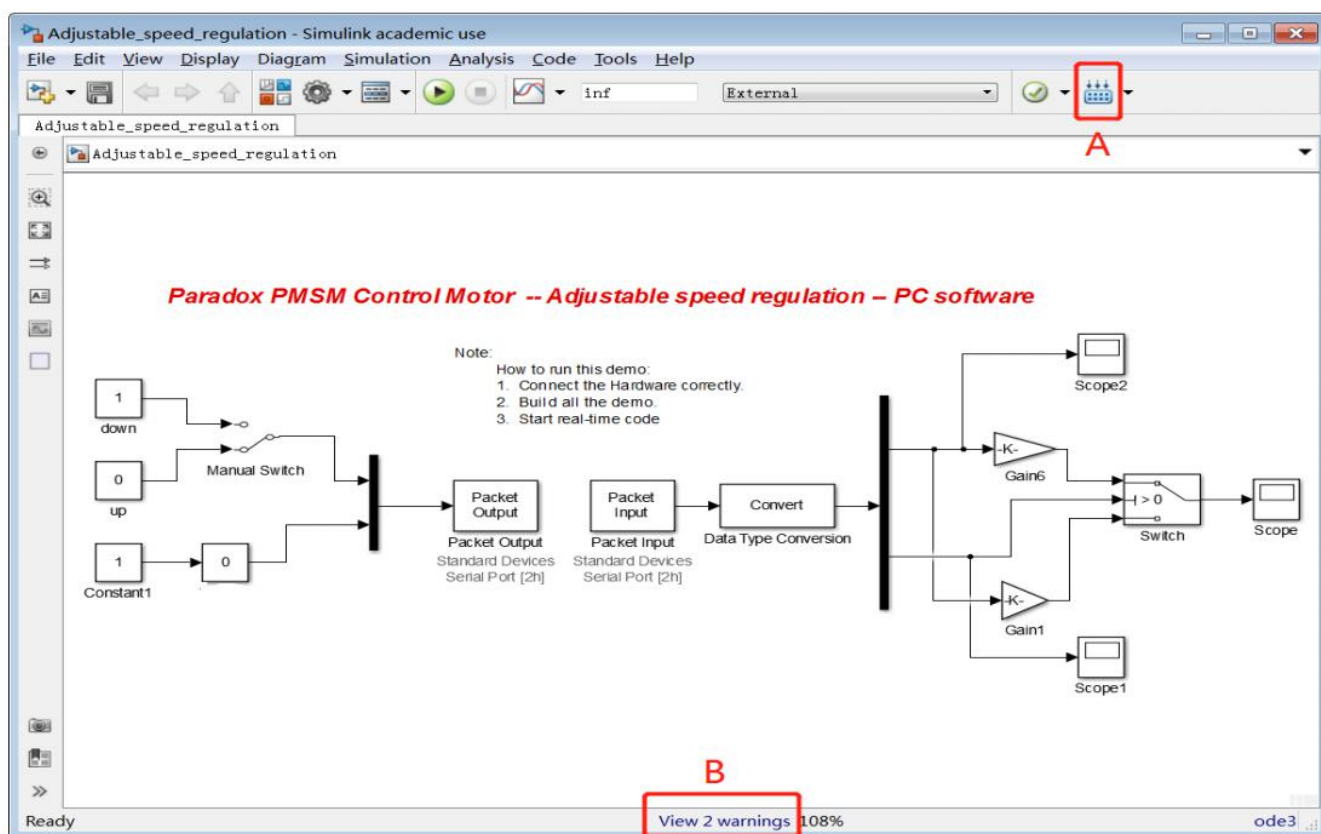 Adjustable_speed_regulation - Simulink academic use
File Edit View Display Diagram Simulation Analysis Code Tools Help
inf External
A
Adjustable_speed_regulation
Adjustable_speed_regulation
Paradox PMSM Control Motor -- Adjustable speed regulation -- PC software
Note:
How to run this demo:
1. Connect the Hardware correctly.
2. Build all the demo.
3. Start real-time code
1
down
Manual Switch
0
up
1
Constant1
0
Packet
Output
Packet Output
Standard Devices
Serial Port [2h]
Packet
Input
Packet Input
Standard Devices
Serial Port [2h]
Convert
Data Type Conversion
Scope2
-K-
Gain6
> 0
Switch
Scope
-K-
Gain1
Scope1
B
Ready View 2 warnings 108% ode3